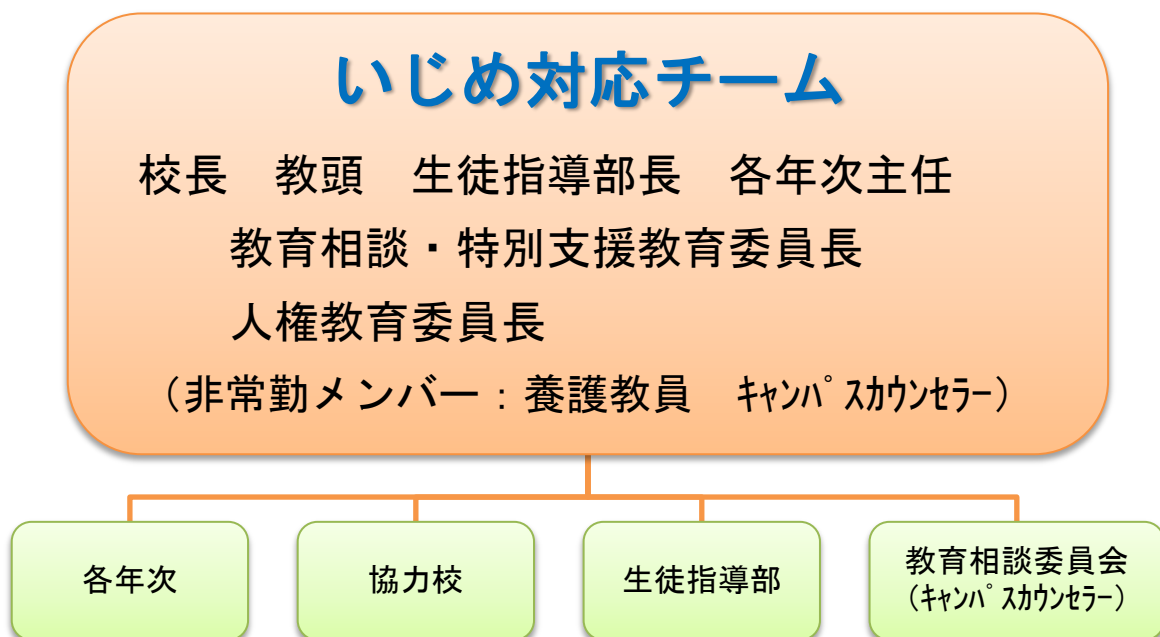 いじめ対応チーム
校長　教頭　生徒指導部長　各年次主任
教育相談・特別支援教育委員長
人権教育委員長
（非常勤メンバー：養護教員　ｷｬﾝﾊﾟｽｶｳﾝｾﾗｰ）
各年次
協力校
生徒指導部
教育相談委員会
（ｷｬﾝﾊﾟｽｶｳﾝｾﾗｰ）